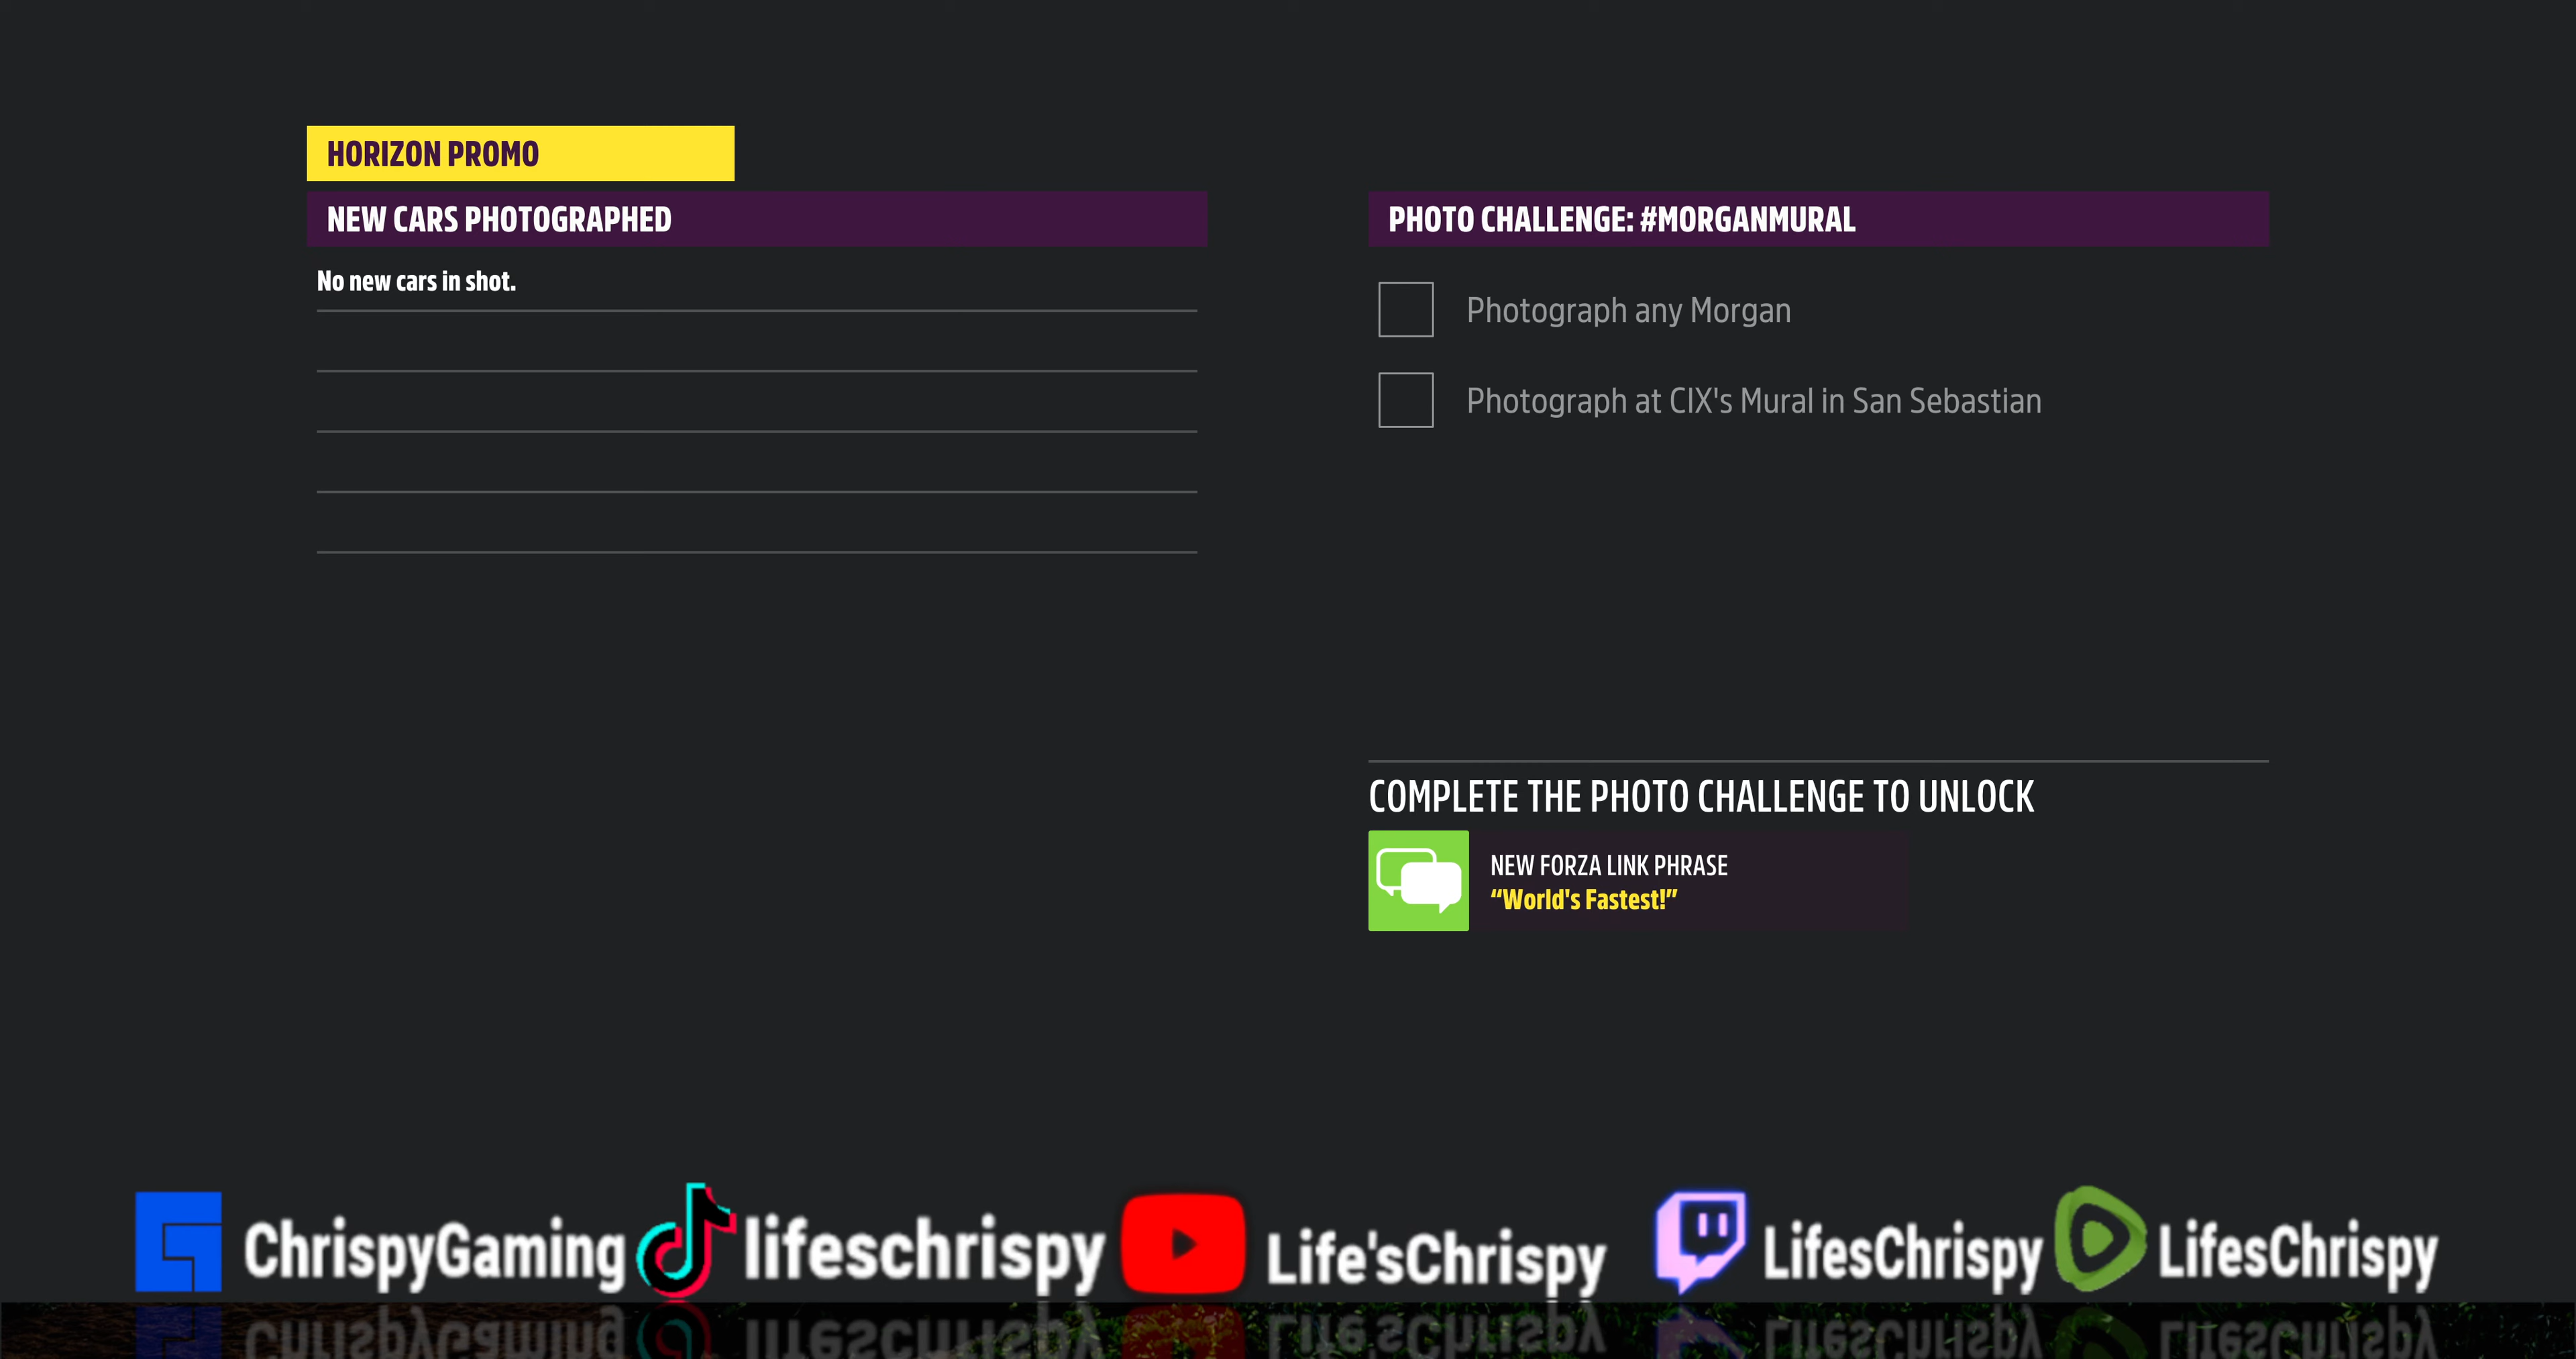 HORIZON PROMO
NEW CARS PHOTOGRAPHED
No new cars in shot.
PHOTO CHALLENGE: #MORGANMURAL
Photograph any Morgan
Photograph at CIX's Mural in San Sebastian
COMPLETE THE PHOTO CHALLENGE TO UNLOCK
NEW FORZA LINK PHRASE
“World's Fastest!”
ChrispyGaming lifeschrispy Life'sChrispy LifesChrispy LifesChrispy